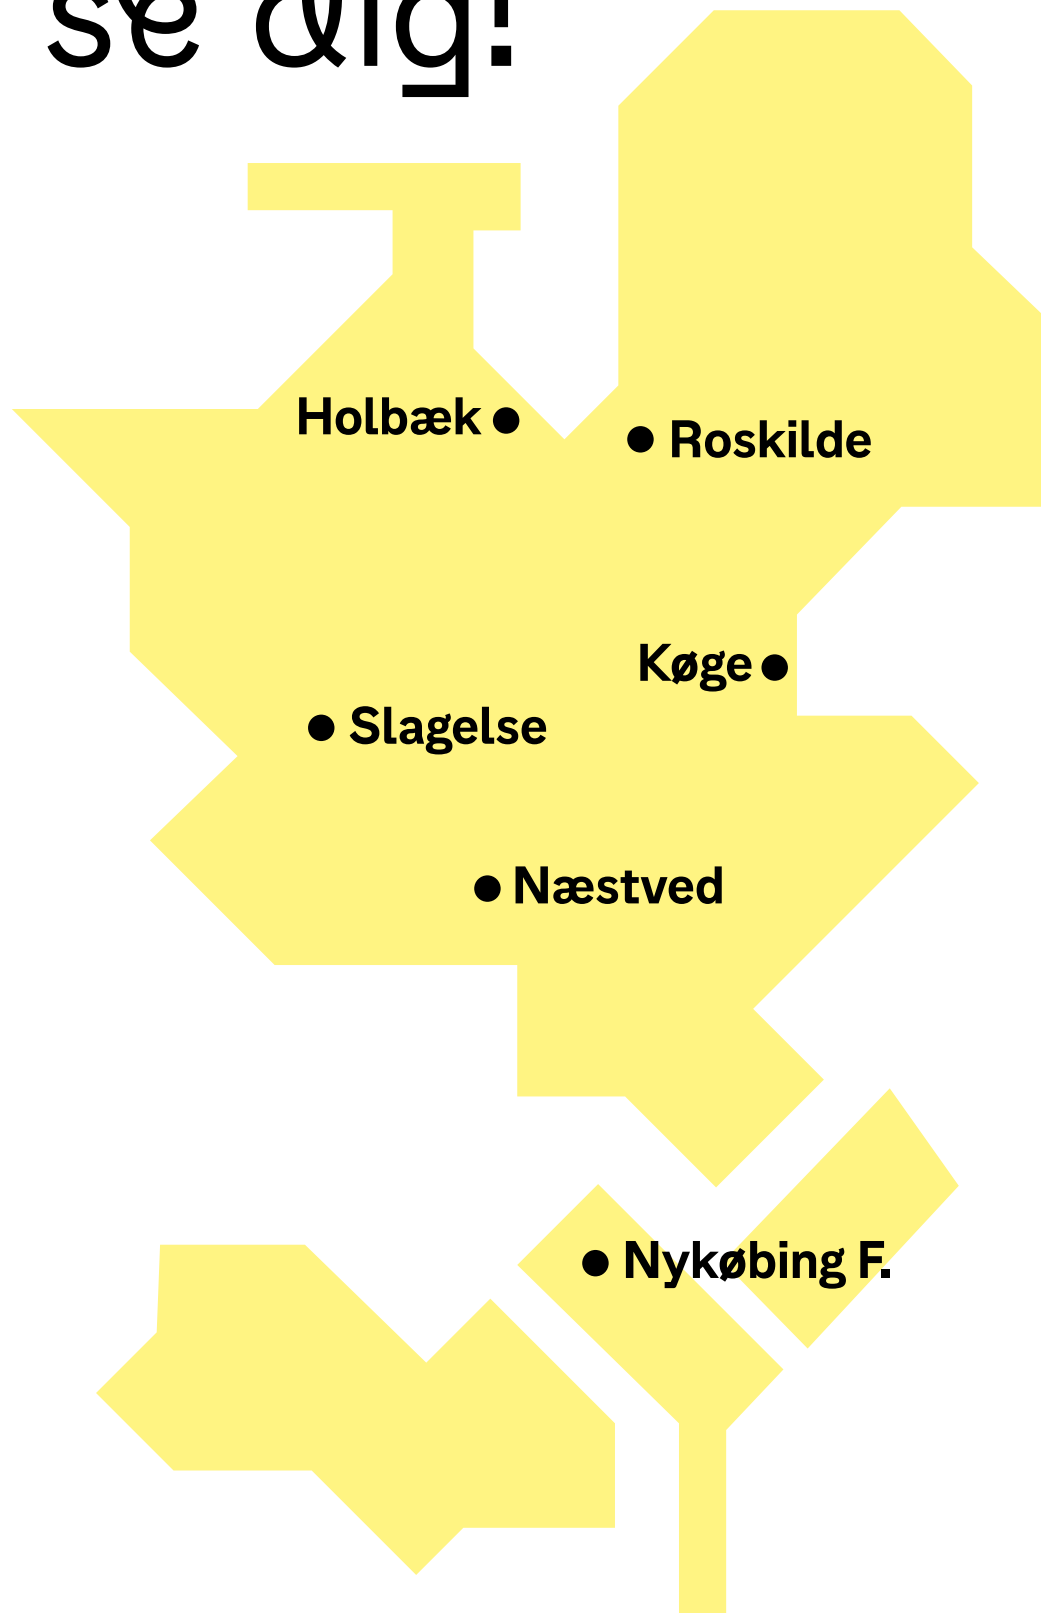 se dig!
Holbæk
Roskilde
Køge
Slagelse
Næstved
Nykøbing F.